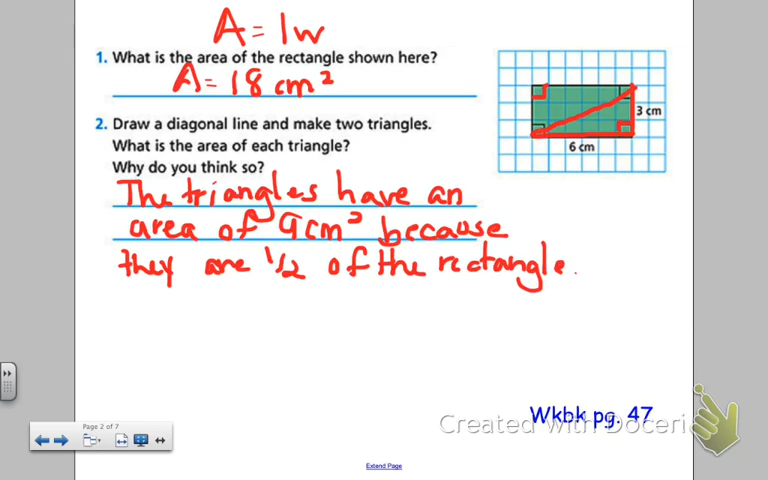 A = lw
1. What is the area of the rectangle shown here?
A = 18 cm²
2. Draw a diagonal line and make two triangles.
What is the area of each triangle?
Why do you think so?
3 cm
6 cm
The triangles have an
area of 9cm² because
they are 1/2 of the rectangle.
Wkbk pg. 47
Created with Doceri
Page 2 of 7
Extend Page